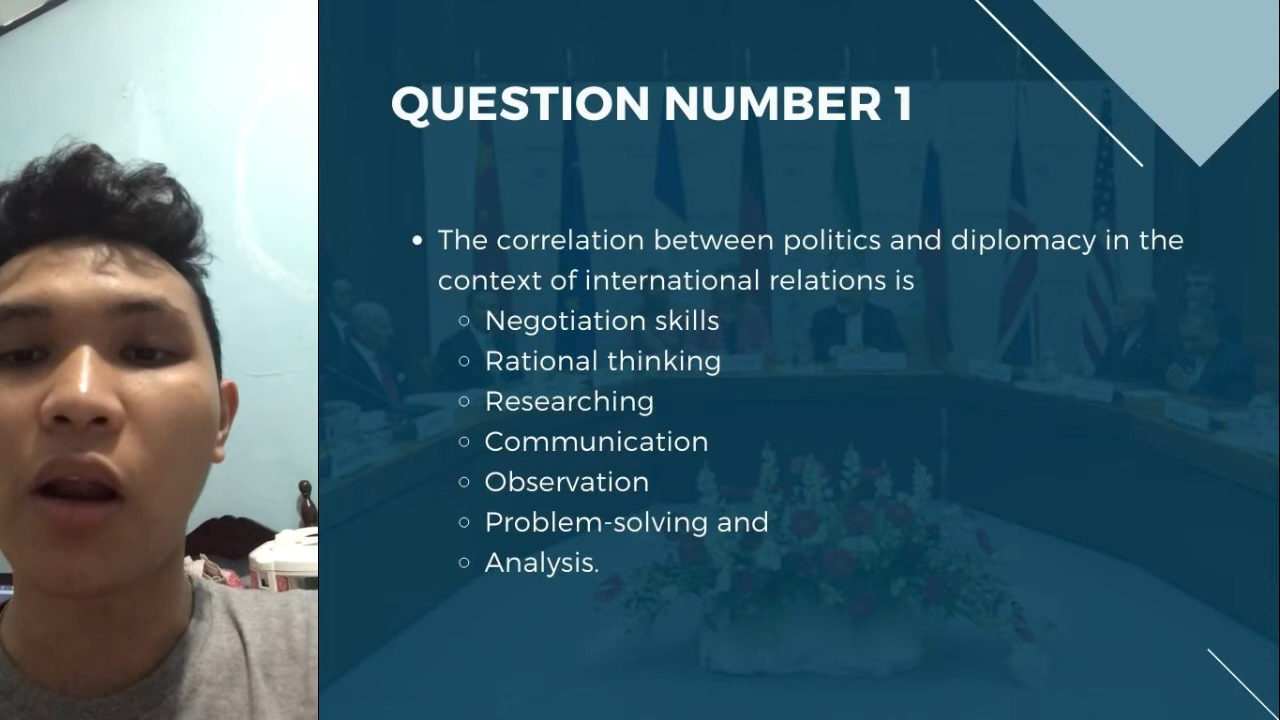 QUESTION NUMBER 1
The correlation between politics and diplomacy in the
context of international relations is
Negotiation skills
Rational thinking
Researching
Communication
Observation
Problem-solving and
Analysis.